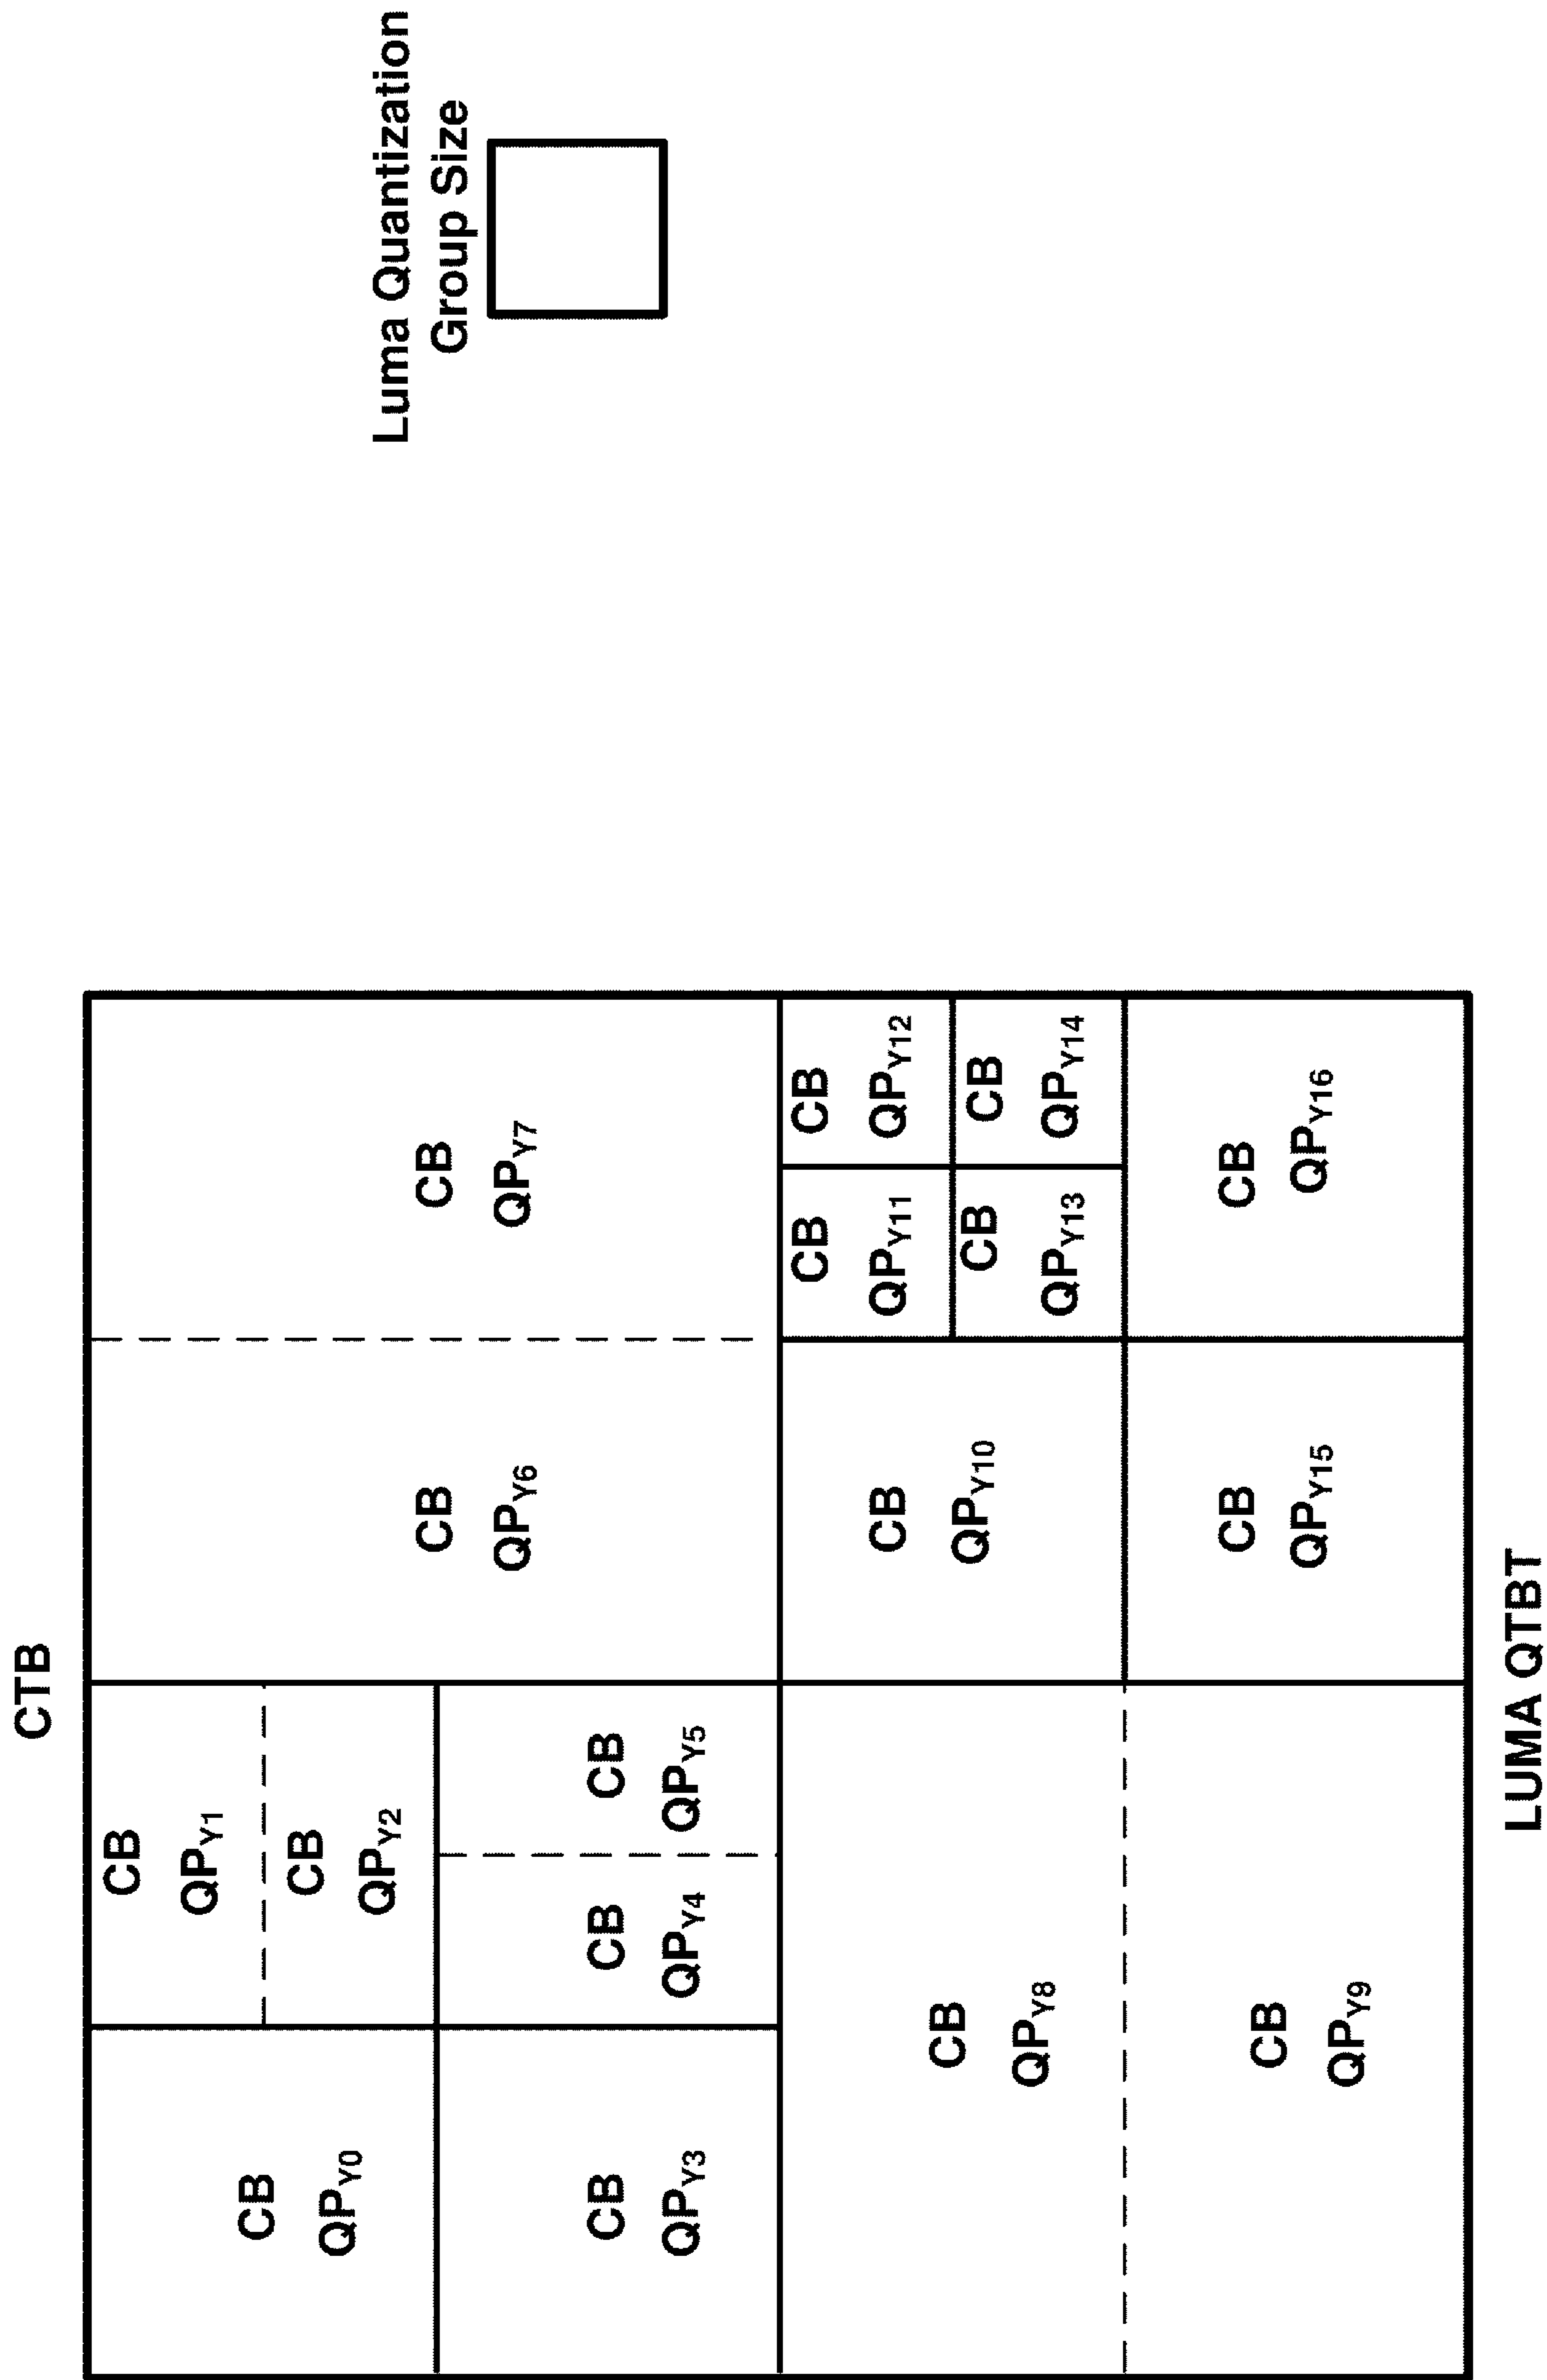 CTB
CB
QPY0
CB
QPY1
CB
QPY2
CB
QPY3
CB
QPY4
CB
QPY5
CB
QPY6
CB
QPY7
CB
QPY8
CB
QPY9
CB
QPY10
CB
QPY11
CB
QPY12
CB
QPY13
CB
QPY14
CB
QPY15
CB
QPY16
LUMA QTBT
Luma Quantization
Group Size